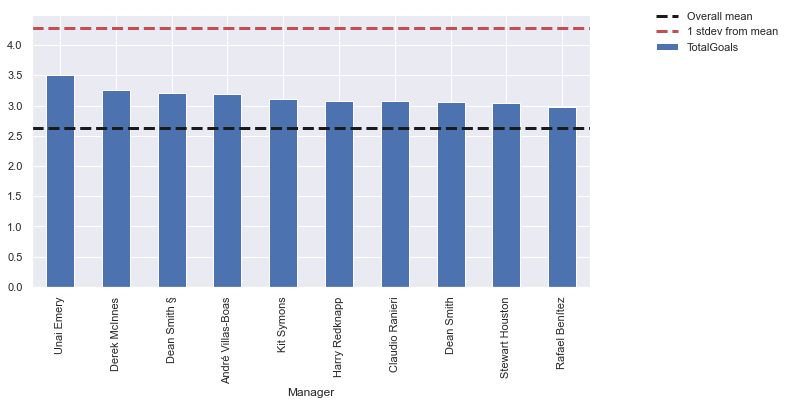 Overall mean
1 stdev from mean
TotalGoals
4.0
3.5
3.0
2.5
2.0
1.5
1.0
0.5
0.0
Unai Emery
Derek McInnes
Dean Smith §
André Villas-Boas
Kit Symons
Harry Redknapp
Claudio Ranieri
Dean Smith
Stewart Houston
Rafael Benítez
Manager